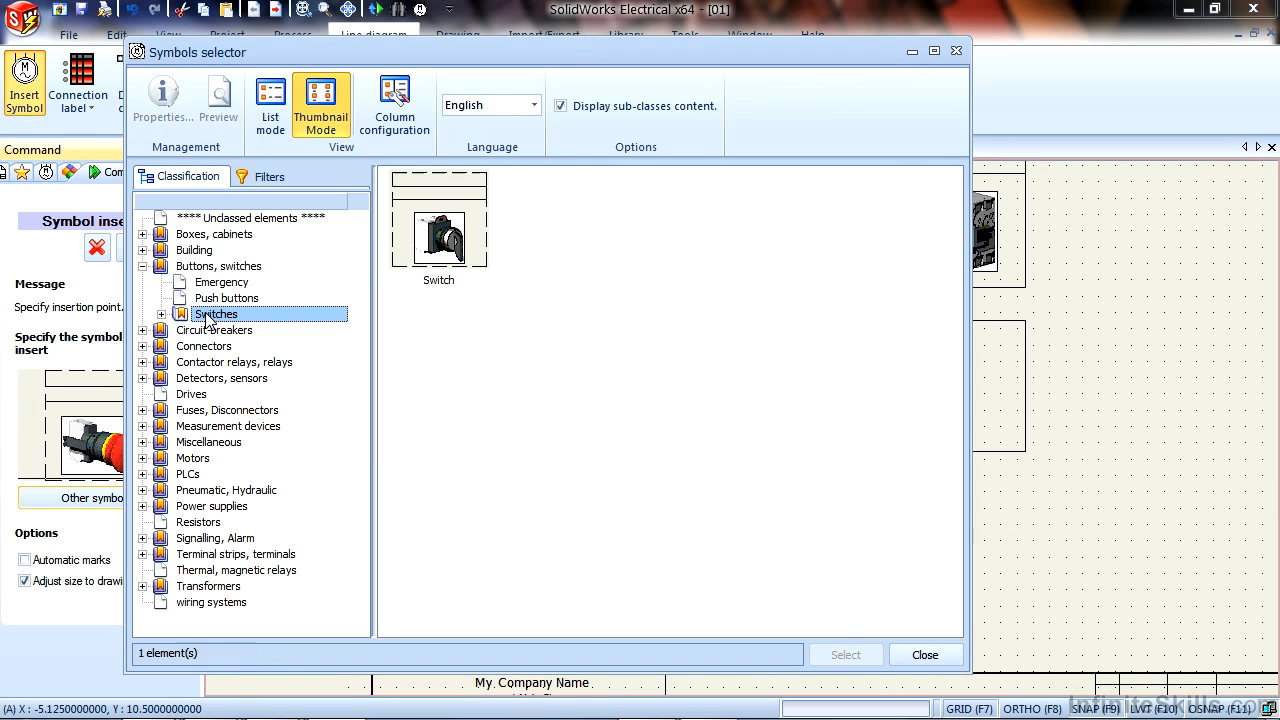 SolidWorks Electrical x64 - [01]
File
Edit
View
Project
Process
Line diagram
Drawing
Import/Export
Library
Tools
Window
Help
Symbols selector
Insert
Symbol
Connection
label
Properties...
Preview
List
mode
Thumbnail
Mode
Column
configuration
English
Display sub-classes content.
Management
View
Language
Options
Command
Com
Classification
Filters
Symbol inse
Message
Specify insertion point.
Specify the symbol
insert
Other symbo
Options
Automatic marks
Adjust size to drawi
**** Unclassed elements ****
Boxes, cabinets
Building
Buttons, switches
Emergency
Push buttons
Switches
Circuit breakers
Connectors
Contactor relays, relays
Detectors, sensors
Drives
Fuses, Disconnectors
Measurement devices
Miscellaneous
Motors
PLCs
Pneumatic, Hydraulic
Power supplies
Resistors
Signalling, Alarm
Terminal strips, terminals
Thermal, magnetic relays
Transformers
wiring systems
Switch
1 element(s)
Select
Close
My Company Name
(A) X : -5.1250000000, Y : 10.5000000000
GRID (F7)
ORTHO (F8)
SNAP (F9)
LWT (F10)
OSNAP (F11)
InfiniteSkills.com